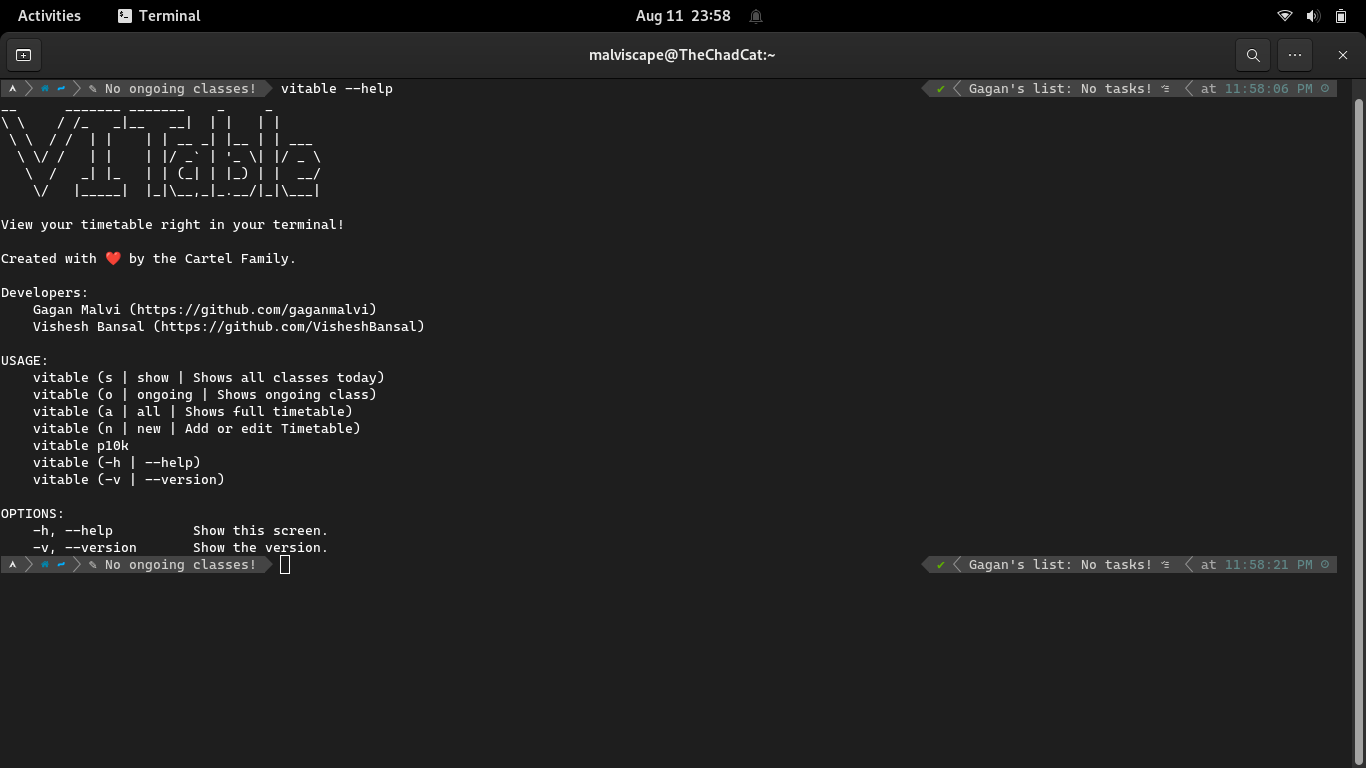 Activities Terminal Aug 11 23:58
malviscape@TheChadCat:~
No ongoing classes! vitable --help ✔ Gagan's list: No tasks! at 11:58:06 PM
VITable
View your timetable right in your terminal!
Created with ❤️ by the Cartel Family.
Developers:
Gagan Malvi (https://github.com/gaganmalvi)
Vishesh Bansal (https://github.com/VisheshBansal)
USAGE:
vitable (s | show | Shows all classes today)
vitable (o | ongoing | Shows ongoing class)
vitable (a | all | Shows full timetable)
vitable (n | new | Add or edit Timetable)
vitable p10k
vitable (-h | --help)
vitable (-v | --version)
OPTIONS:
-h, --help Show this screen.
-v, --version Show the version.
No ongoing classes! ✔ Gagan's list: No tasks! at 11:58:21 PM